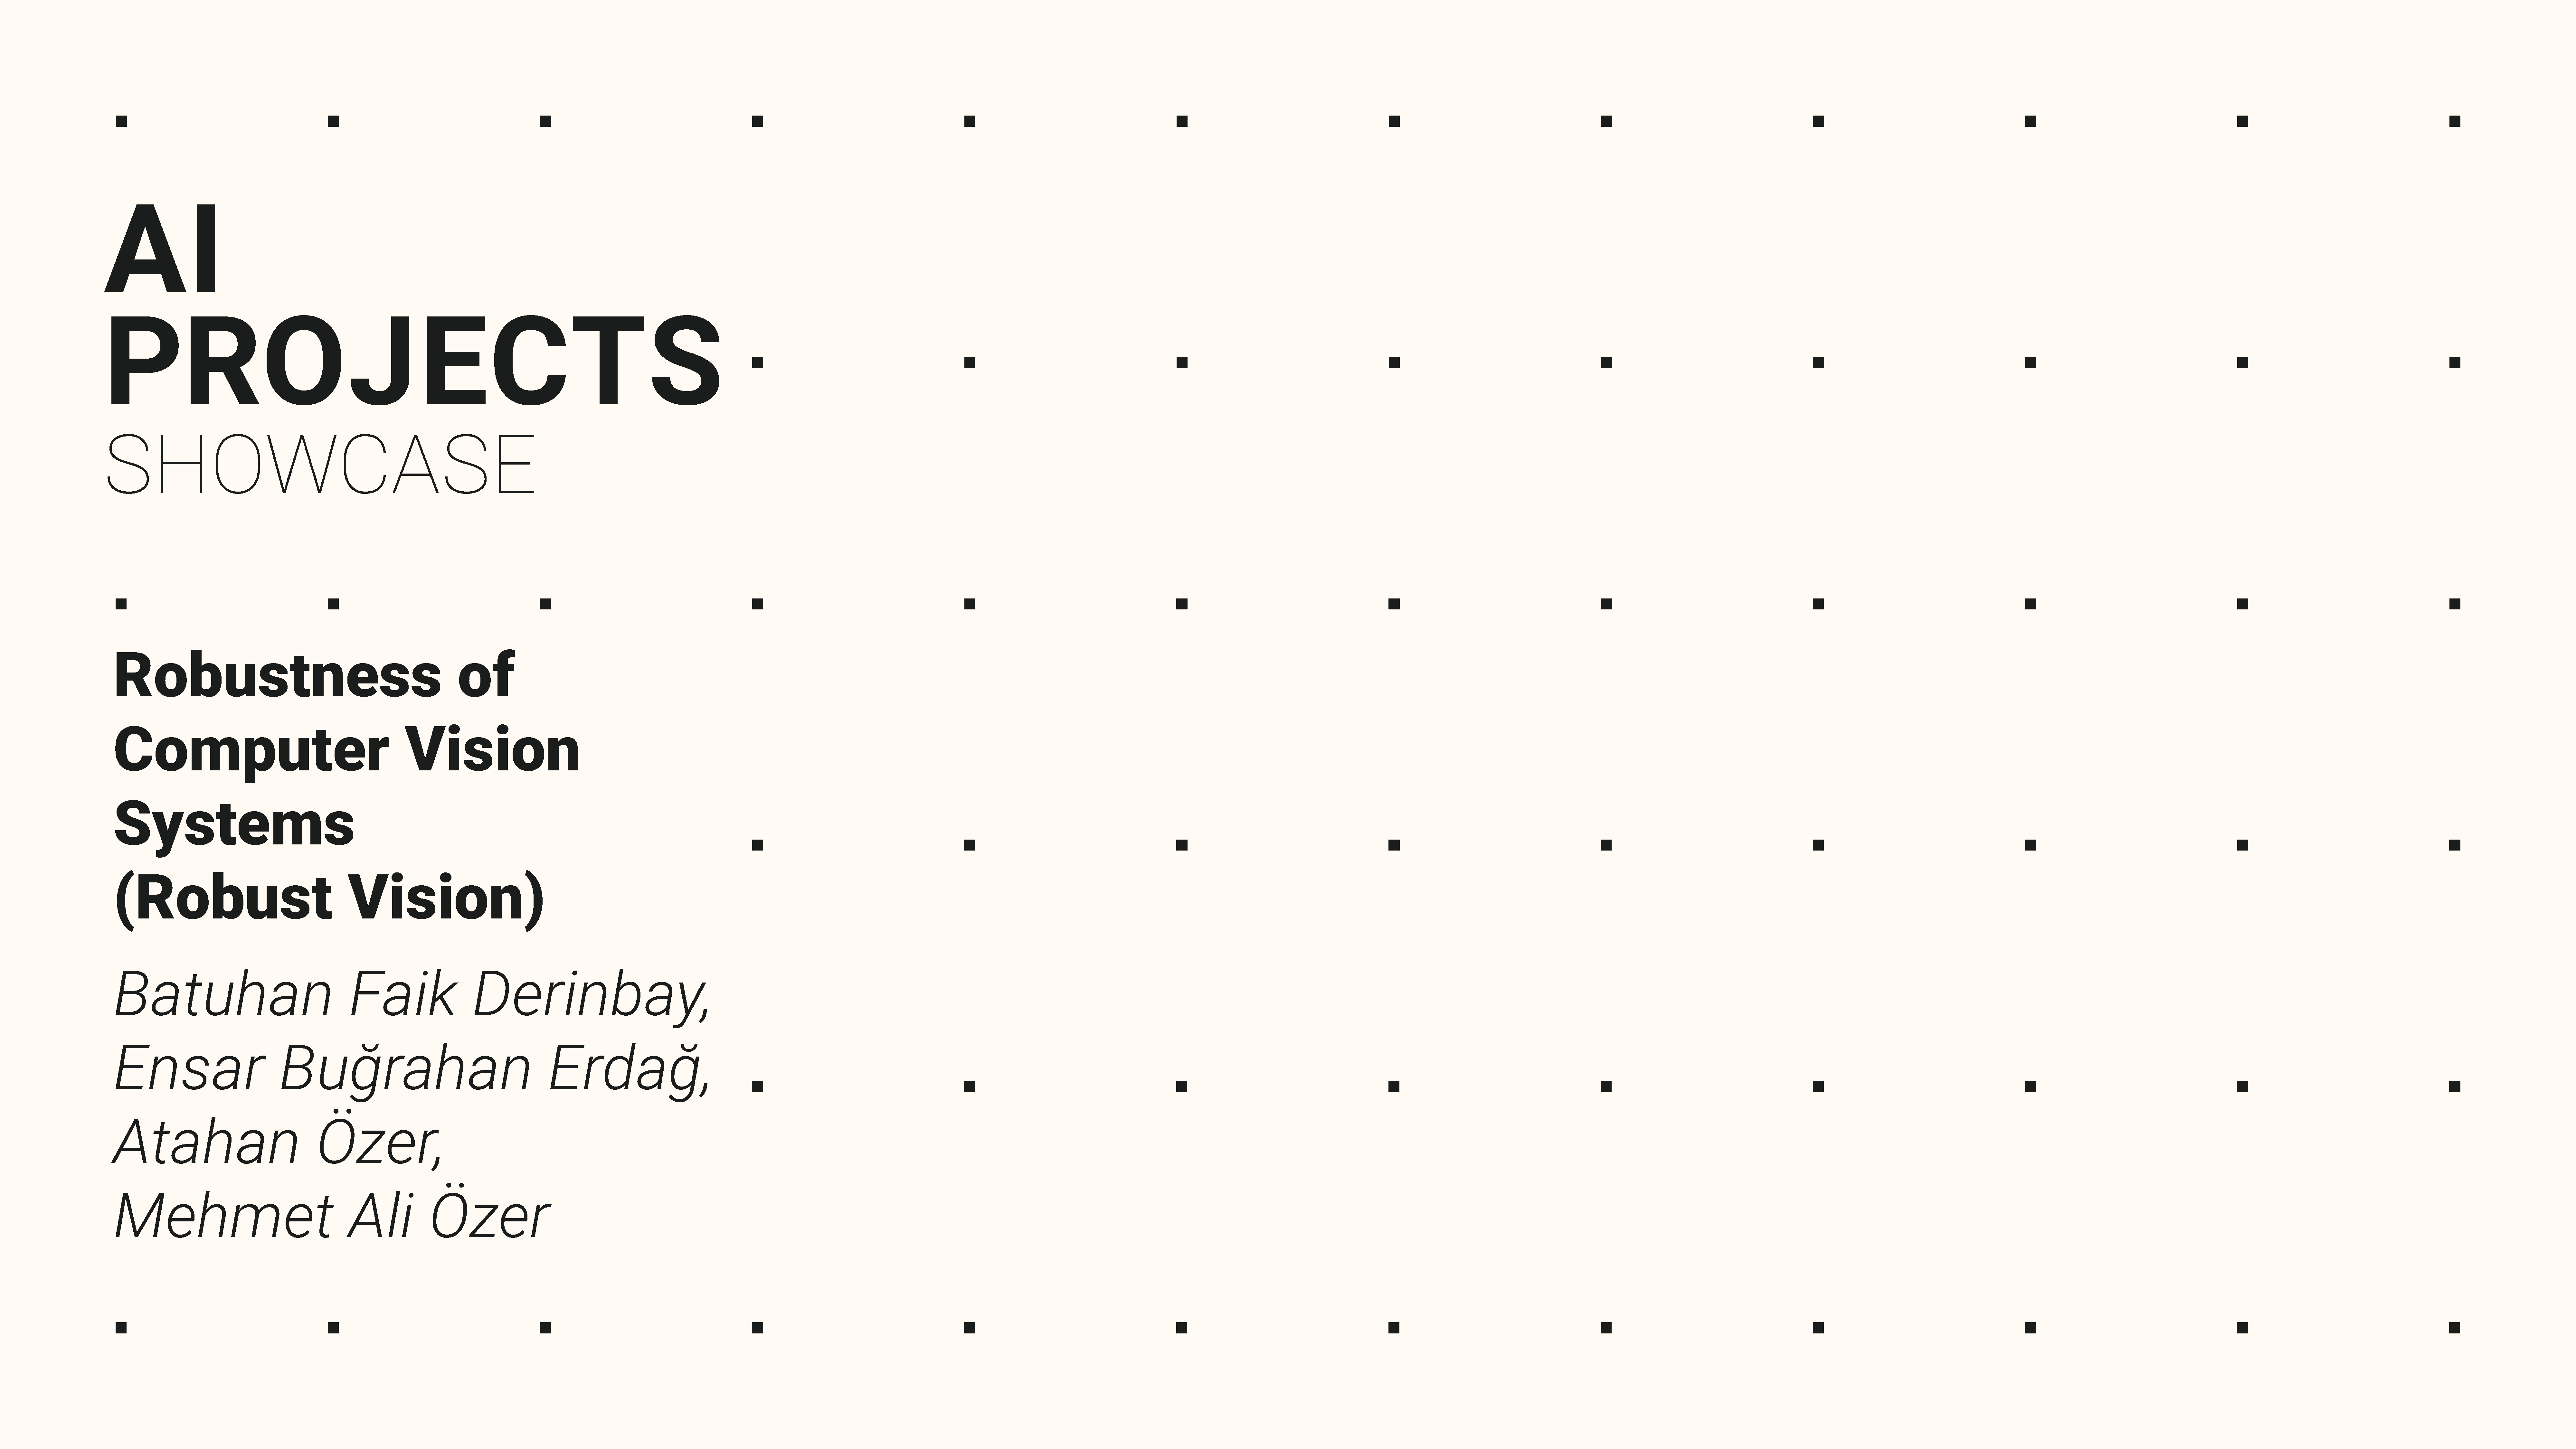 AI
PROJECTS
SHOWCASE
Robustness of
Computer Vision
Systems
(Robust Vision)
Batuhan Faik Derinbay,
Ensar Buğrahan Erdağ,
Atahan Özer,
Mehmet Ali Özer